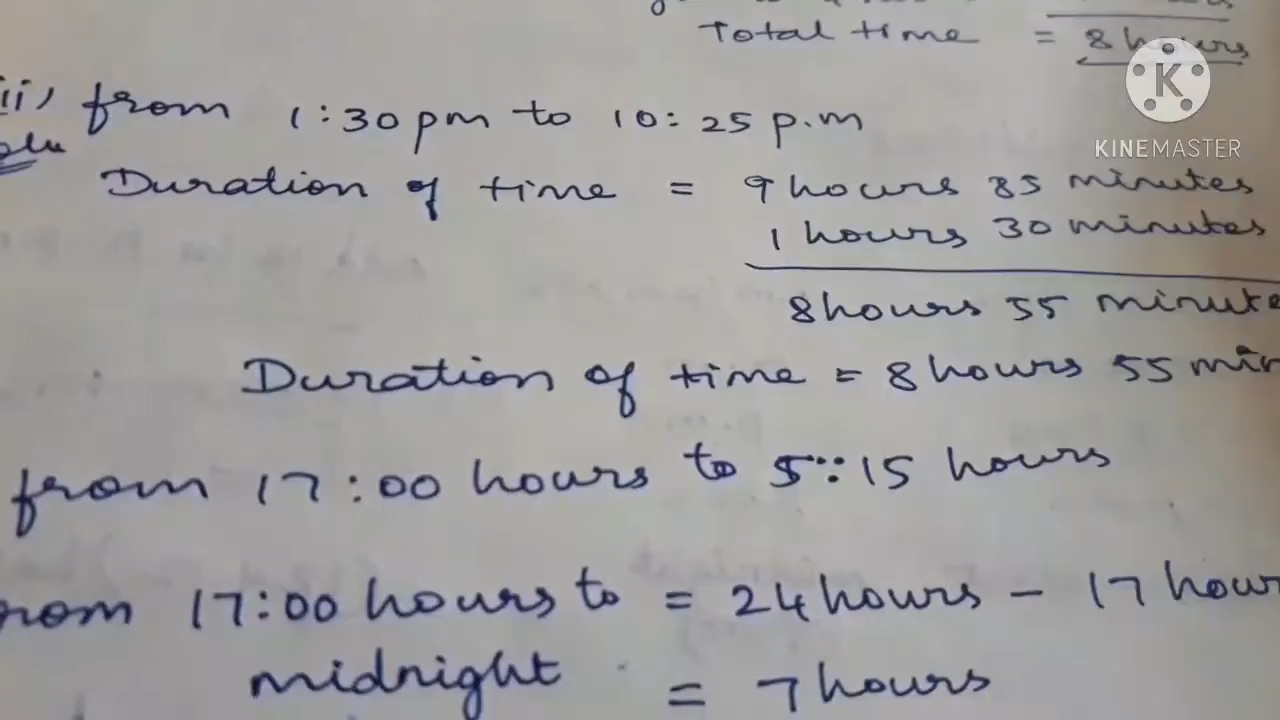 Total time = 8 hours
K
KINEMASTER
ii) from 1:30 pm to 10:25 p.m
Duration of time = 9 hours 85 minutes
1 hours 30 minutes
8 hours 55 minute
Duration of time = 8 hours 55 min
from 17:00 hours to 5::15 hours
rom 17:00 hours to = 24 hours - 17 hour
midnight = 7 hours